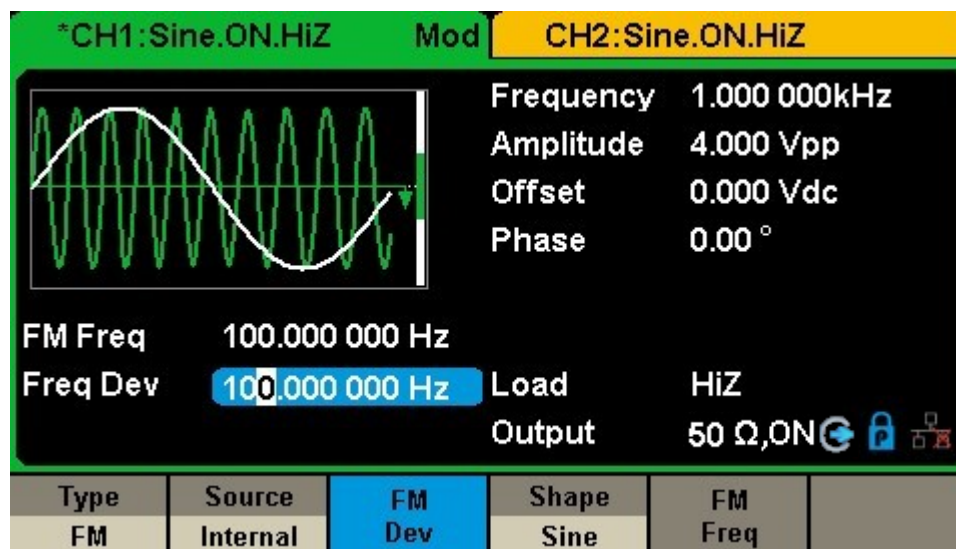 *CH1:Sine.ON.HiZ Mod CH2:Sine.ON.HiZ
Frequency 1.000 000kHz
Amplitude 4.000 Vpp
Offset 0.000 Vdc
Phase 0.00 °
FM Freq 100.000 000 Hz
Freq Dev 100.000 000 Hz Load HiZ
Output 50 Ω,ON P
Type Source FM Shape FM
FM Internal Dev Sine Freq